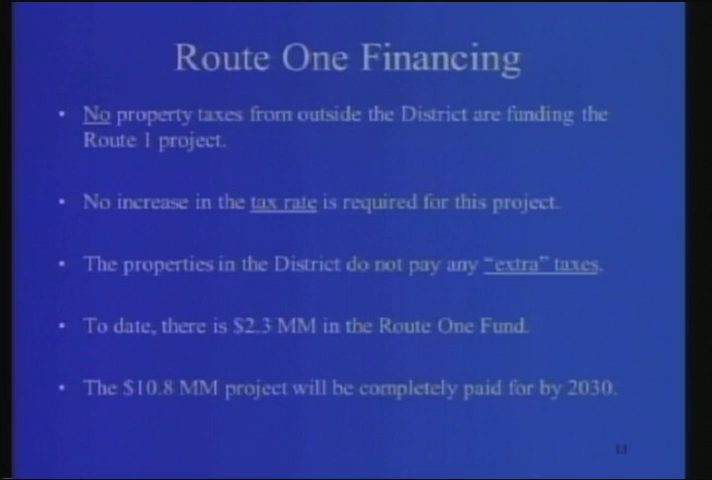 Route One Financing
• No property taxes from outside the District are funding the
Route 1 project.
• No increase in the tax rate is required for this project.
• The properties in the District do not pay any “extra” taxes.
• To date, there is $2.3 MM in the Route One Fund.
• The $10.8 MM project will be completely paid for by 2030.
13